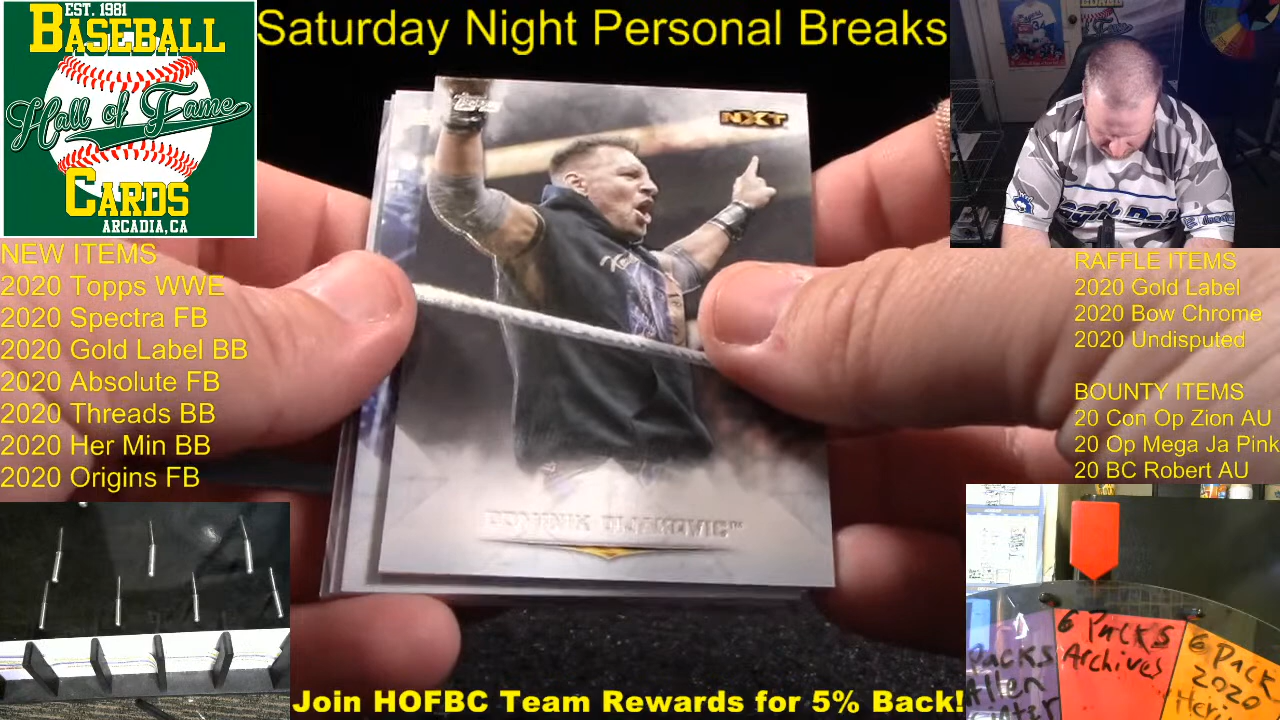 EST. 1981
BASEBALL
Hall of Fame
CARDS
ARCADIA, CA
Saturday Night Personal Breaks
NEW ITEMS
2020 Topps WWE
2020 Spectra FB
2020 Gold Label BB
2020 Absolute FB
2020 Threads BB
2020 Her Min BB
2020 Origins FB
Topps
NXT
DOMINIK DIJAKOVIC™
RAFFLE ITEMS
2020 Gold Label
2020 Bow Chrome
2020 Undisputed
BOUNTY ITEMS
20 Con Op Zion AU
20 Op Mega Ja Pink
20 BC Robert AU
6 Packs
Archives
6 Pack
2020
Heri
Packs
Join HOFBC Team Rewards for 5% Back!